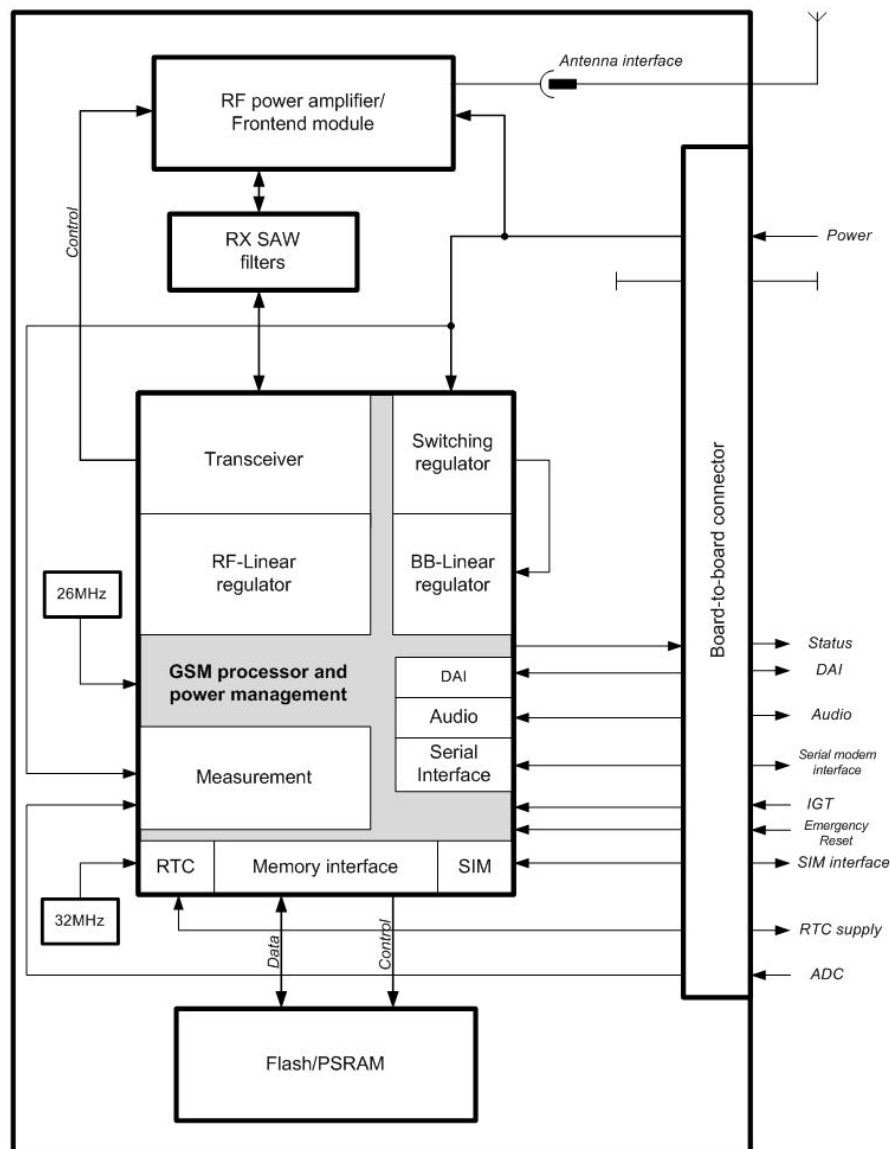 Antenna interface
RF power amplifier/
Frontend module
Control
RX SAW
filters
Power
Transceiver
Switching
regulator
RF-Linear
regulator
BB-Linear
regulator
Board-to-board connector
26MHz
GSM processor and
power management
Status
DAI
DAI
Audio
Audio
Serial
Interface
Serial modem
interface
Measurement
IGT
Emergency
Reset
RTC
Memory interface
SIM
SIM interface
32MHz
Data
Control
RTC supply
ADC
Flash/PSRAM